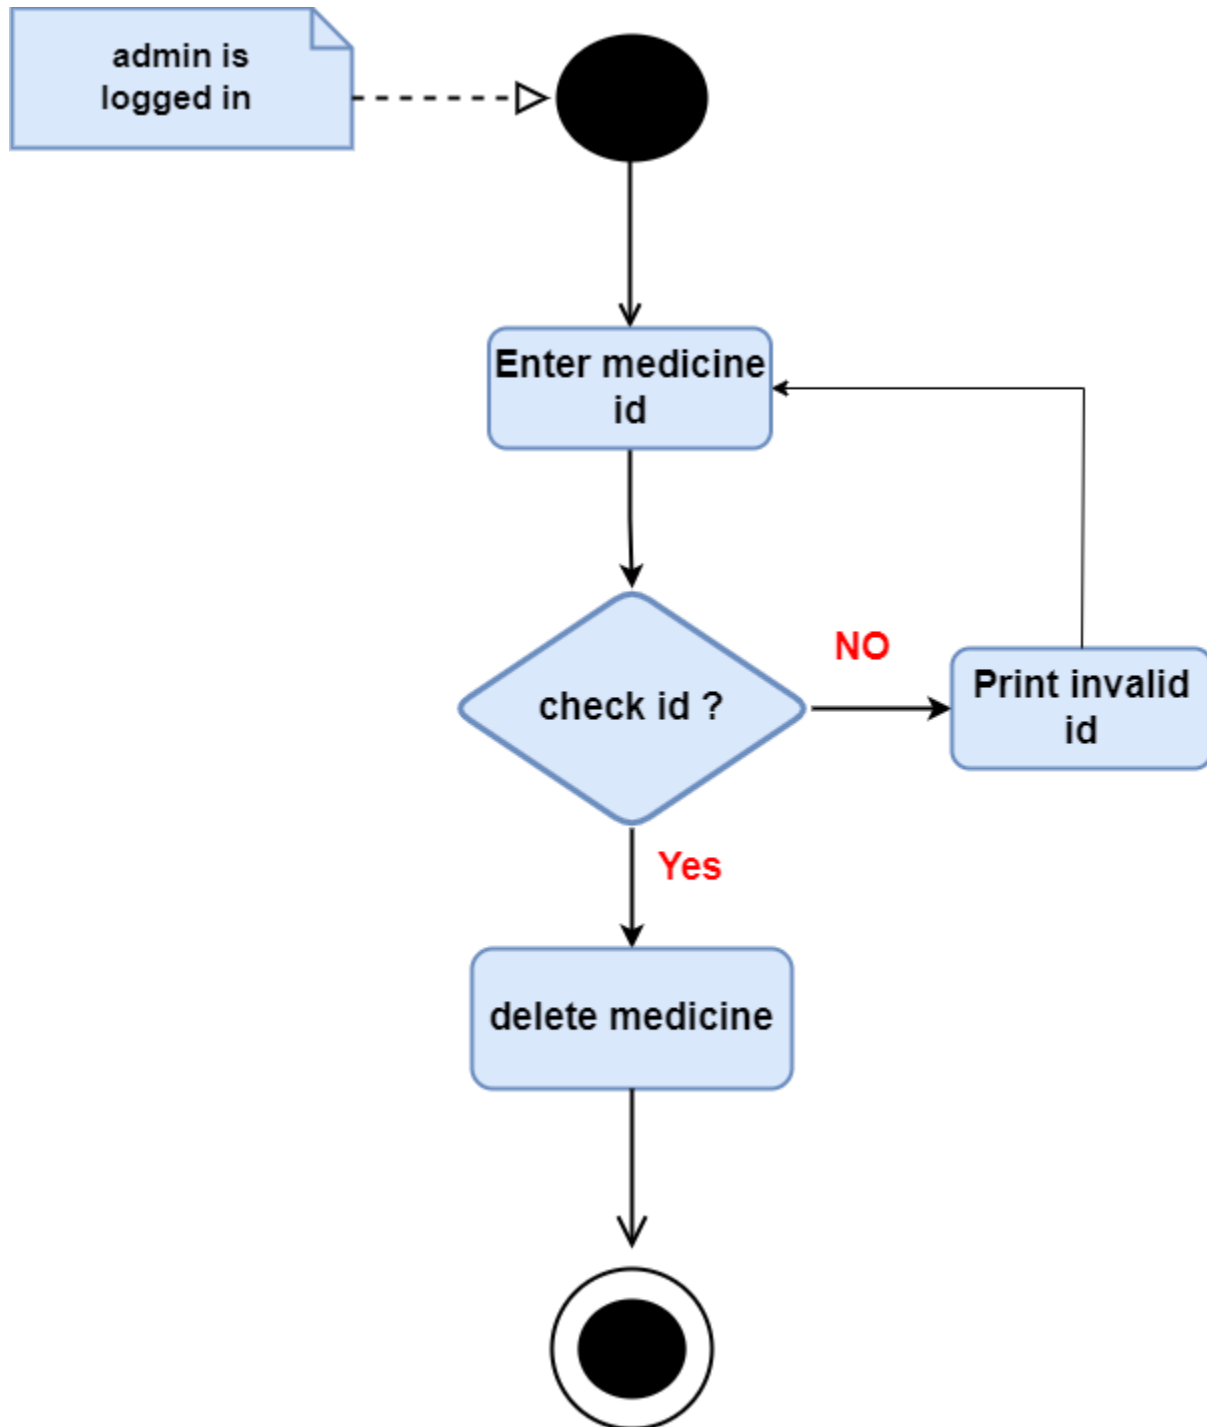 admin is
logged in
Enter medicine
id
check id ?
NO
Print invalid
id
Yes
delete medicine